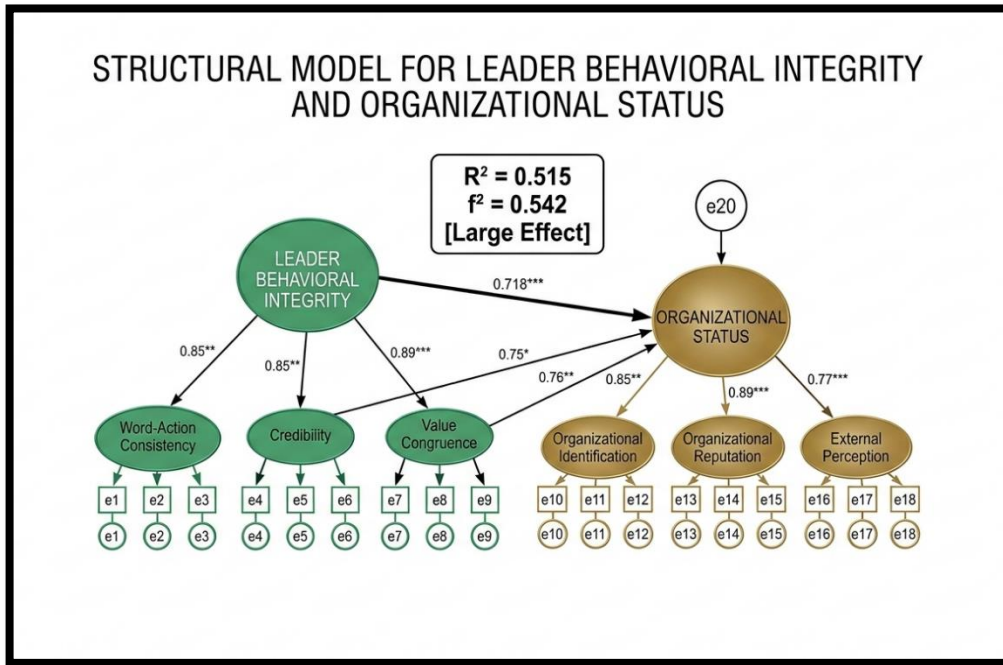 STRUCTURAL MODEL FOR LEADER BEHAVIORAL INTEGRITY
AND ORGANIZATIONAL STATUS
R² = 0.515
f² = 0.542
[Large Effect]
e20
LEADER
BEHAVIORAL
INTEGRITY
0.718***
ORGANIZATIONAL
STATUS
0.85**
0.85**
0.89***
0.75*
0.76**
0.85**
0.89***
0.77***
Word-Action
Consistency
Credibility
Value
Congruence
Organizational
Identification
Organizational
Reputation
External
Perception
e1 e2 e3 e4 e5 e6 e7 e8 e9 e10 e11 e12 e13 e14 e15 e16 e17 e18
e1 e2 e3 e4 e5 e6 e7 e8 e9 e10 e11 e12 e13 e14 e15 e16 e17 e18